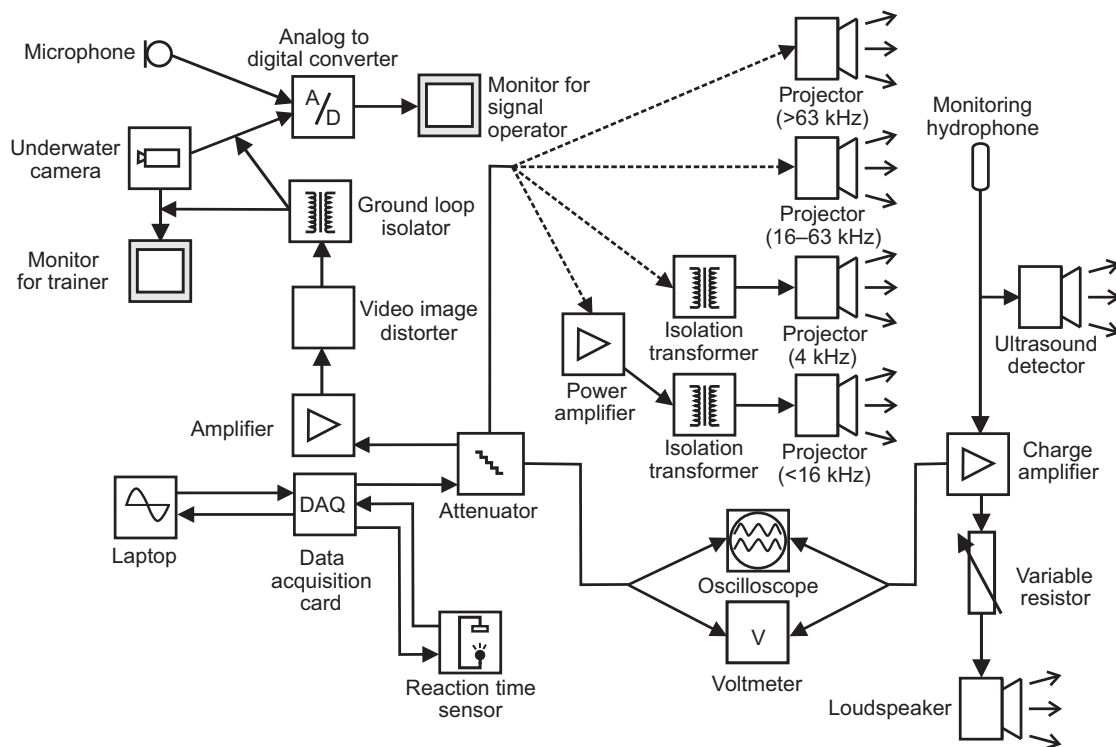 Microphone
Analog to
digital converter
A/D
Monitor for
signal
operator
Underwater
camera
Ground loop
isolator
Monitor
for trainer
Video image
distorter
Amplifier
Laptop
DAQ
Data
acquisition
card
Attenuator
Reaction time
sensor
Projector
(>63 kHz)
Projector
(16–63 kHz)
Isolation
transformer
Projector
(4 kHz)
Power
amplifier
Isolation
transformer
Projector
(<16 kHz)
Oscilloscope
V
Voltmeter
Monitoring
hydrophone
Ultrasound
detector
Charge
amplifier
Variable
resistor
Loudspeaker